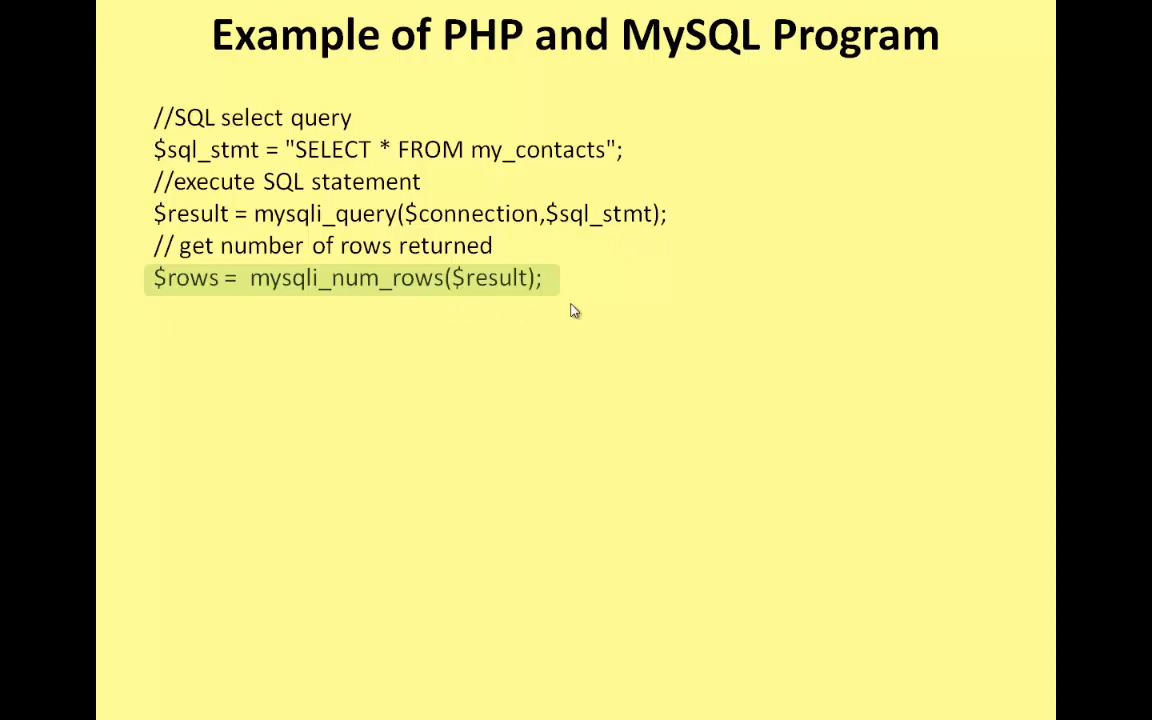 Example of PHP and MySQL Program
//SQL select query
$sql_stmt = "SELECT * FROM my_contacts";
//execute SQL statement
$result = mysqli_query($connection,$sql_stmt);
// get number of rows returned
$rows =  mysqli_num_rows($result);